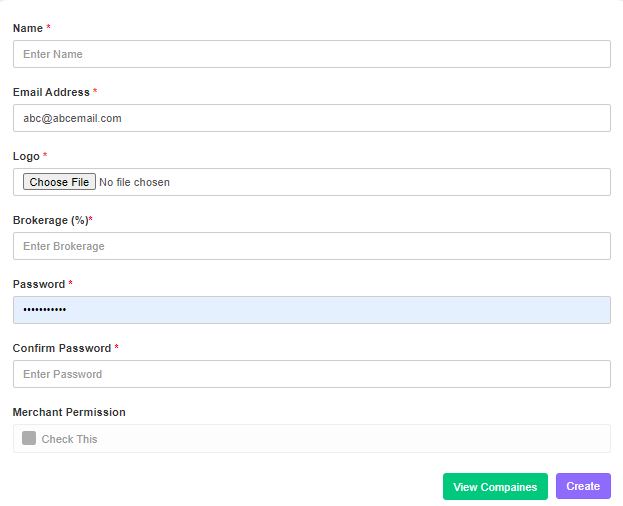 Name *
Enter Name
Email Address *
abc@abcemail.com
Logo *
Choose File No file chosen
Brokerage (%)*
Enter Brokerage
Password *
•••••••••••
Confirm Password *
Enter Password
Merchant Permission
Check This
View Compaines Create